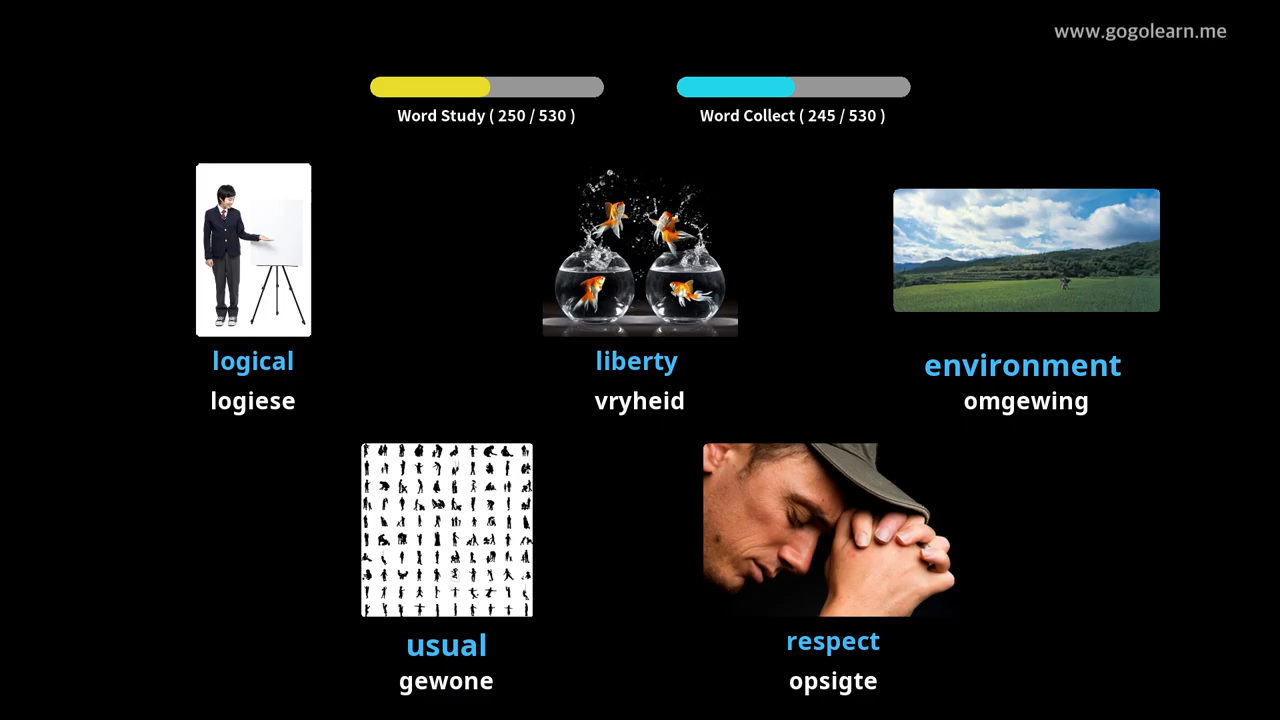 www.gogolearn.me
Word Study ( 250 / 530 )
Word Collect ( 245 / 530 )
logical
logiese
liberty
vryheid
environment
omgewing
usual
gewone
respect
opsigte